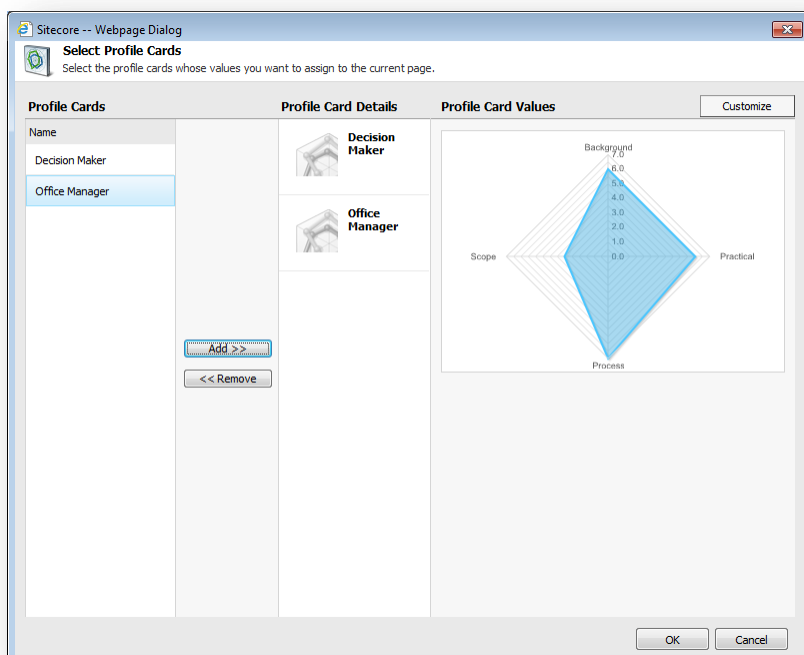 Sitecore -- Webpage Dialog
Select Profile Cards
Select the profile cards whose values you want to assign to the current page.
Profile Cards
Name
Decision Maker
Office Manager
Add >>
<< Remove
Profile Card Details
Decision
Maker
Office
Manager
Profile Card Values
Customize
Background
7.0
6.0
5.0
4.0
3.0
2.0
1.0
0.0
Scope
Practical
Process
OK
Cancel